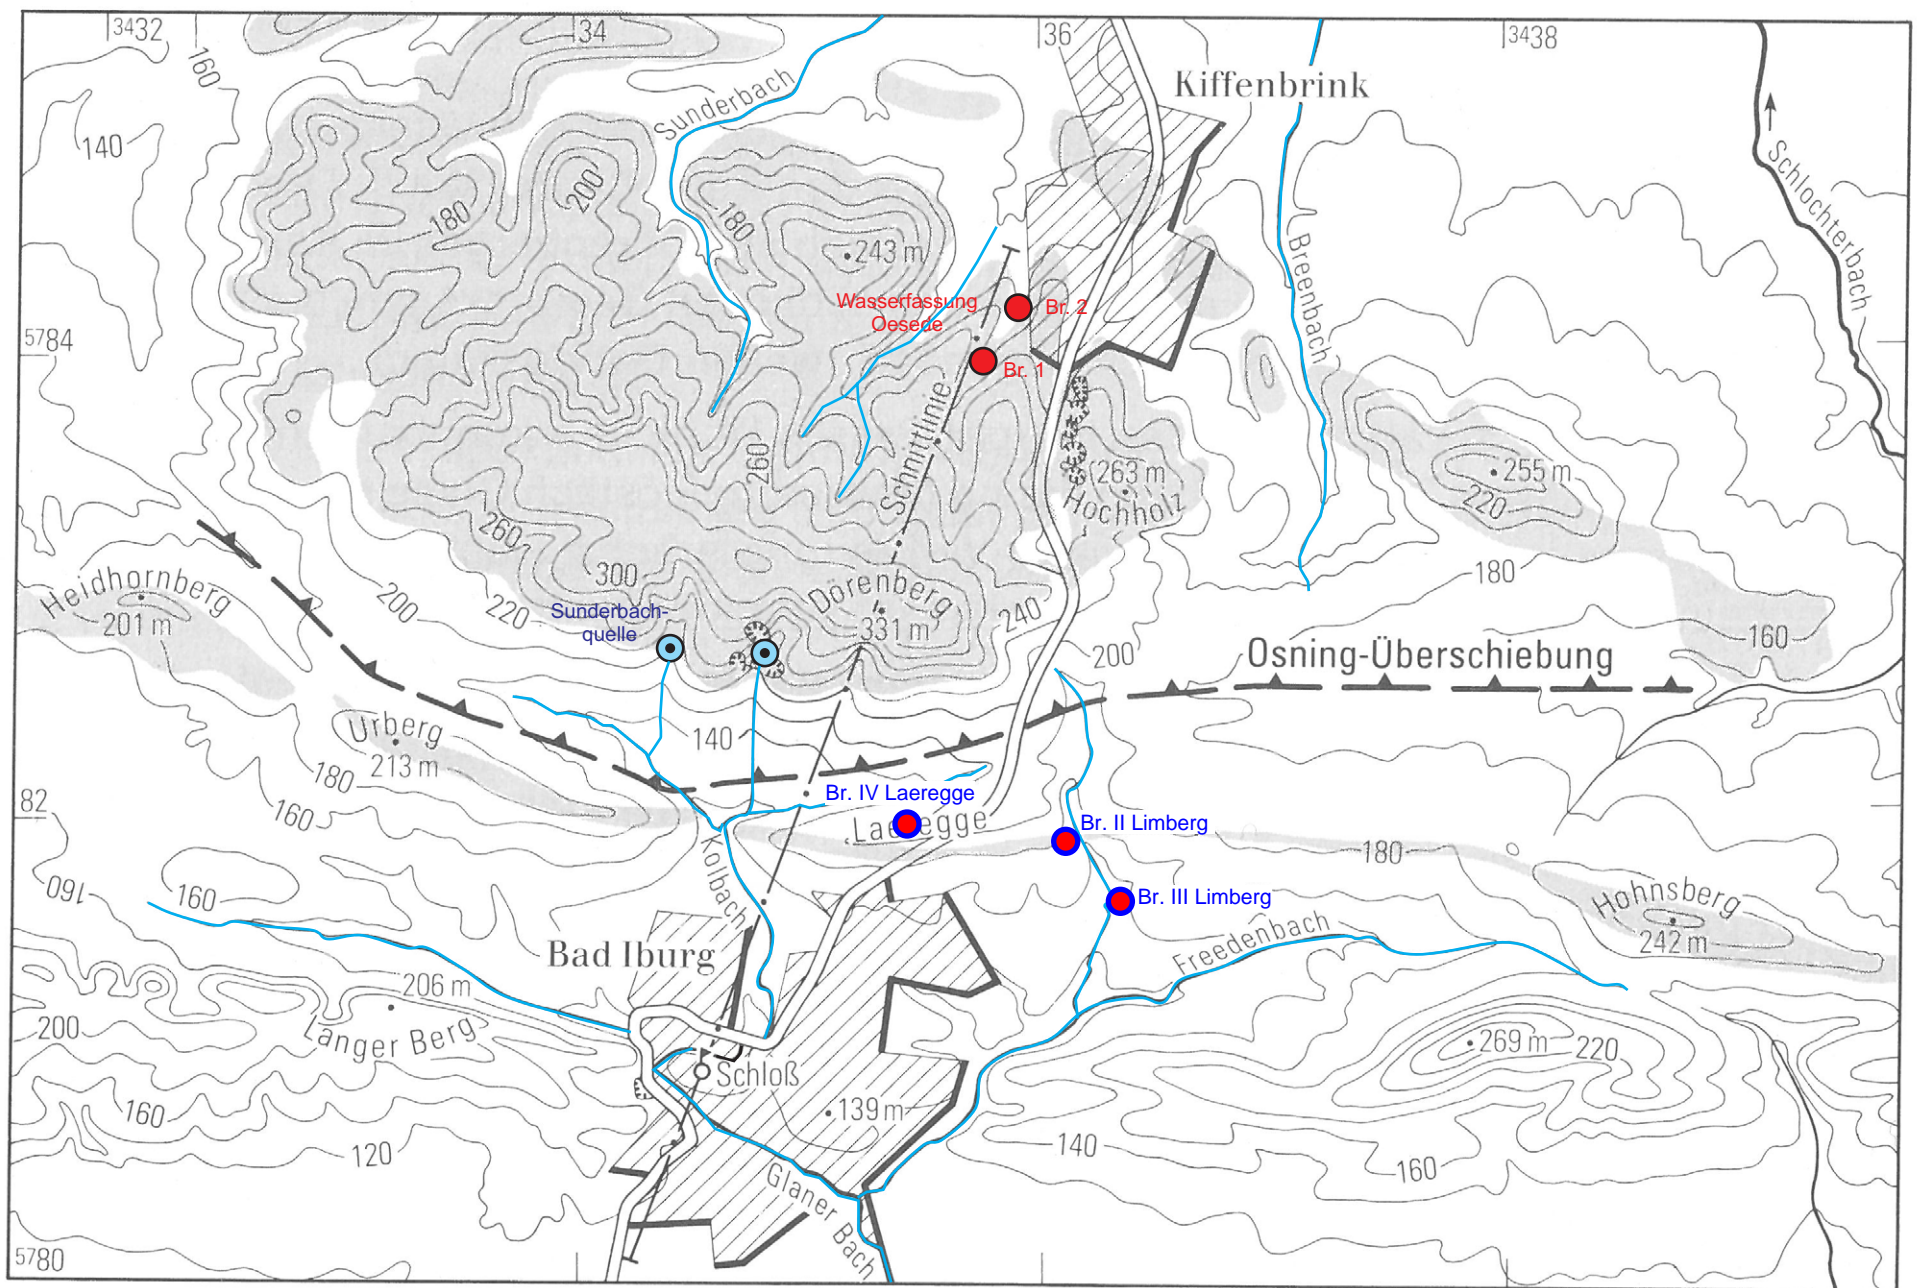 3432
34
36
3438
160
Kiffenbrink
Sunderbach
140
Schlochterbach
200
180
180
243 m
Breenbach
Wasserfassung
Oesede
Br. 2
5784
Br. 1
Schnittlinie
260
263 m
Hochholz
255 m
220
260
180
Heidhornberg
201 m
200
220
300
Sunderbach-
quelle
Dörenberg
331 m
240
200
160
Osning-Überschiebung
Urberg
213 m
140
180
82
160
Br. IV Laeregge
Laeregge
Br. II Limberg
180
Kolbach
160
160
Br. III Limberg
Hohnsberg
242 m
Bad Iburg
Freedenbach
206 m
Langer Berg
200
269 m
220
Schloß
160
139 m
120
140
160
Glaner Bach
5780